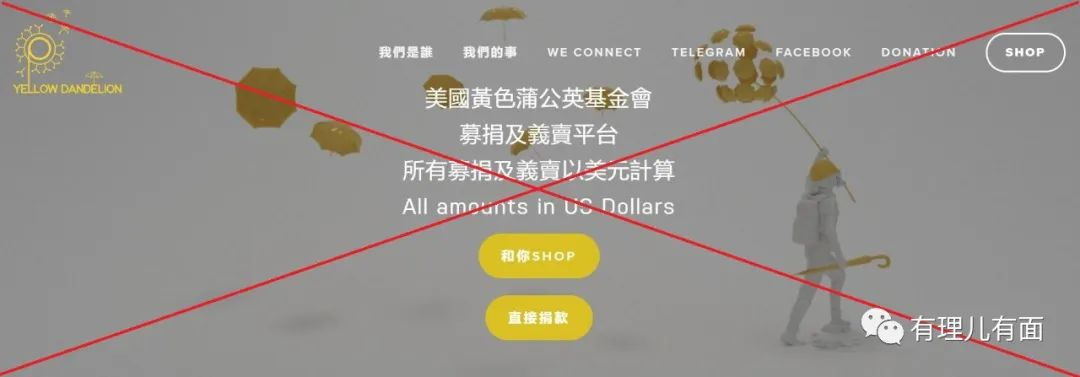 我們是誰
我們的事
WE CONNECT
TELEGRAM
FACEBOOK
DONATION
SHOP
YELLOW DANDELION
美國黃色蒲公英基金會
募捐及義賣平台
所有募捐及義賣以美元計算
All amounts in US Dollars
和你SHOP
直接捐款
有理儿有面